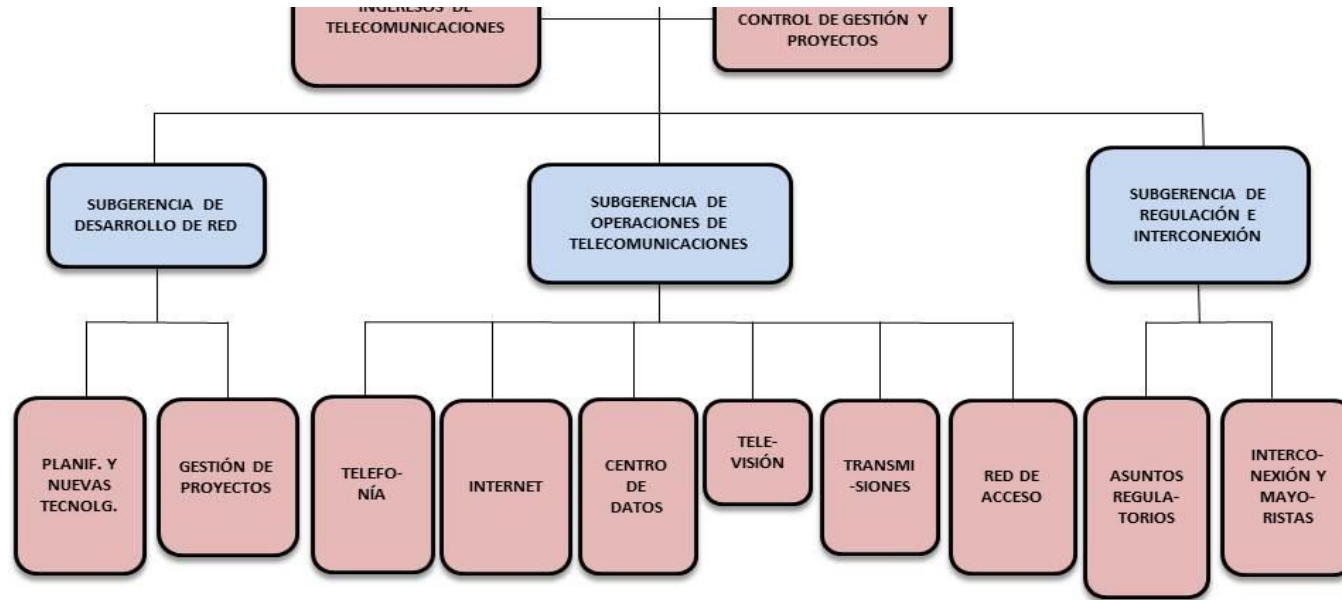 INGERESOS DE
TELECOMUNICACIONES
CONTROL DE GESTIÓN Y
PROYECTOS
SUBGERENCIA DE
DESARROLLO DE RED
SUBGERENCIA DE
OPERACIONES DE
TELECOMUNICACIONES
SUBGERENCIA DE
REGULACIÓN E
INTERCONEXIÓN
PLANIF. Y
NUEVAS
TECNOLG.
GESTIÓN DE
PROYECTOS
TELEFO-
NÍA
INTERNET
CENTRO
DE
DATOS
TELE-
VISIÓN
TRANSMI
-SIONES
RED DE
ACCESO
ASUNTOS
REGULA-
TORIOS
INTERCO-
NEXIÓN Y
MAYO-
RISTAS